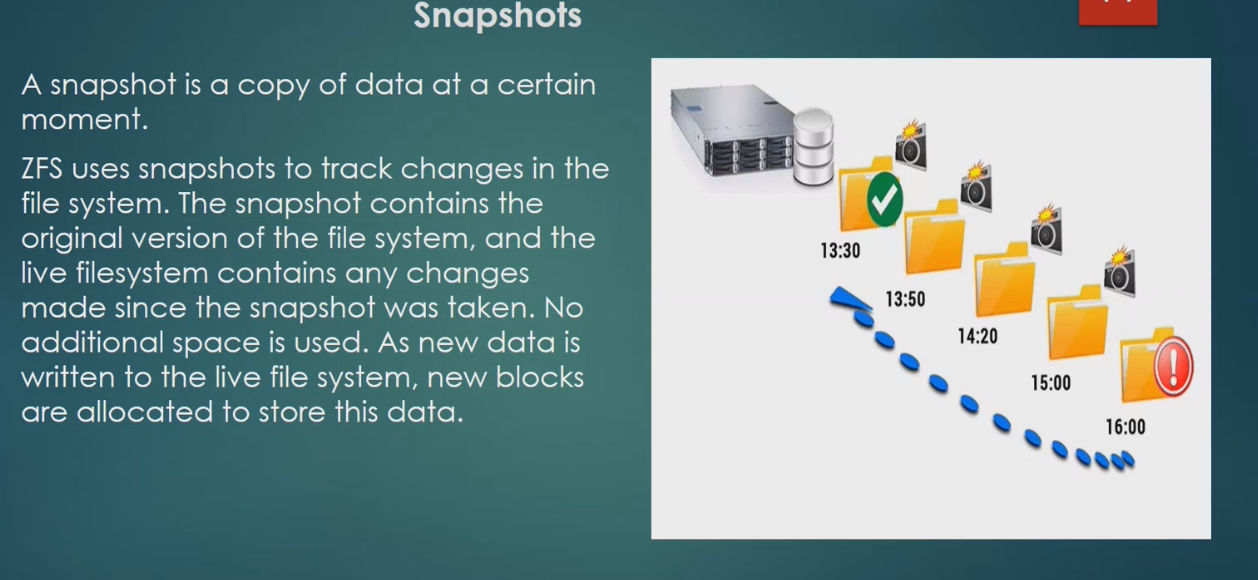 Snapshots
A snapshot is a copy of data at a certain
moment.
ZFS uses snapshots to track changes in the
file system. The snapshot contains the
original version of the file system, and the
live filesystem contains any changes
made since the snapshot was taken. No
additional space is used. As new data is
written to the live file system, new blocks
are allocated to store this data.
13:30
13:50
14:20
15:00
16:00